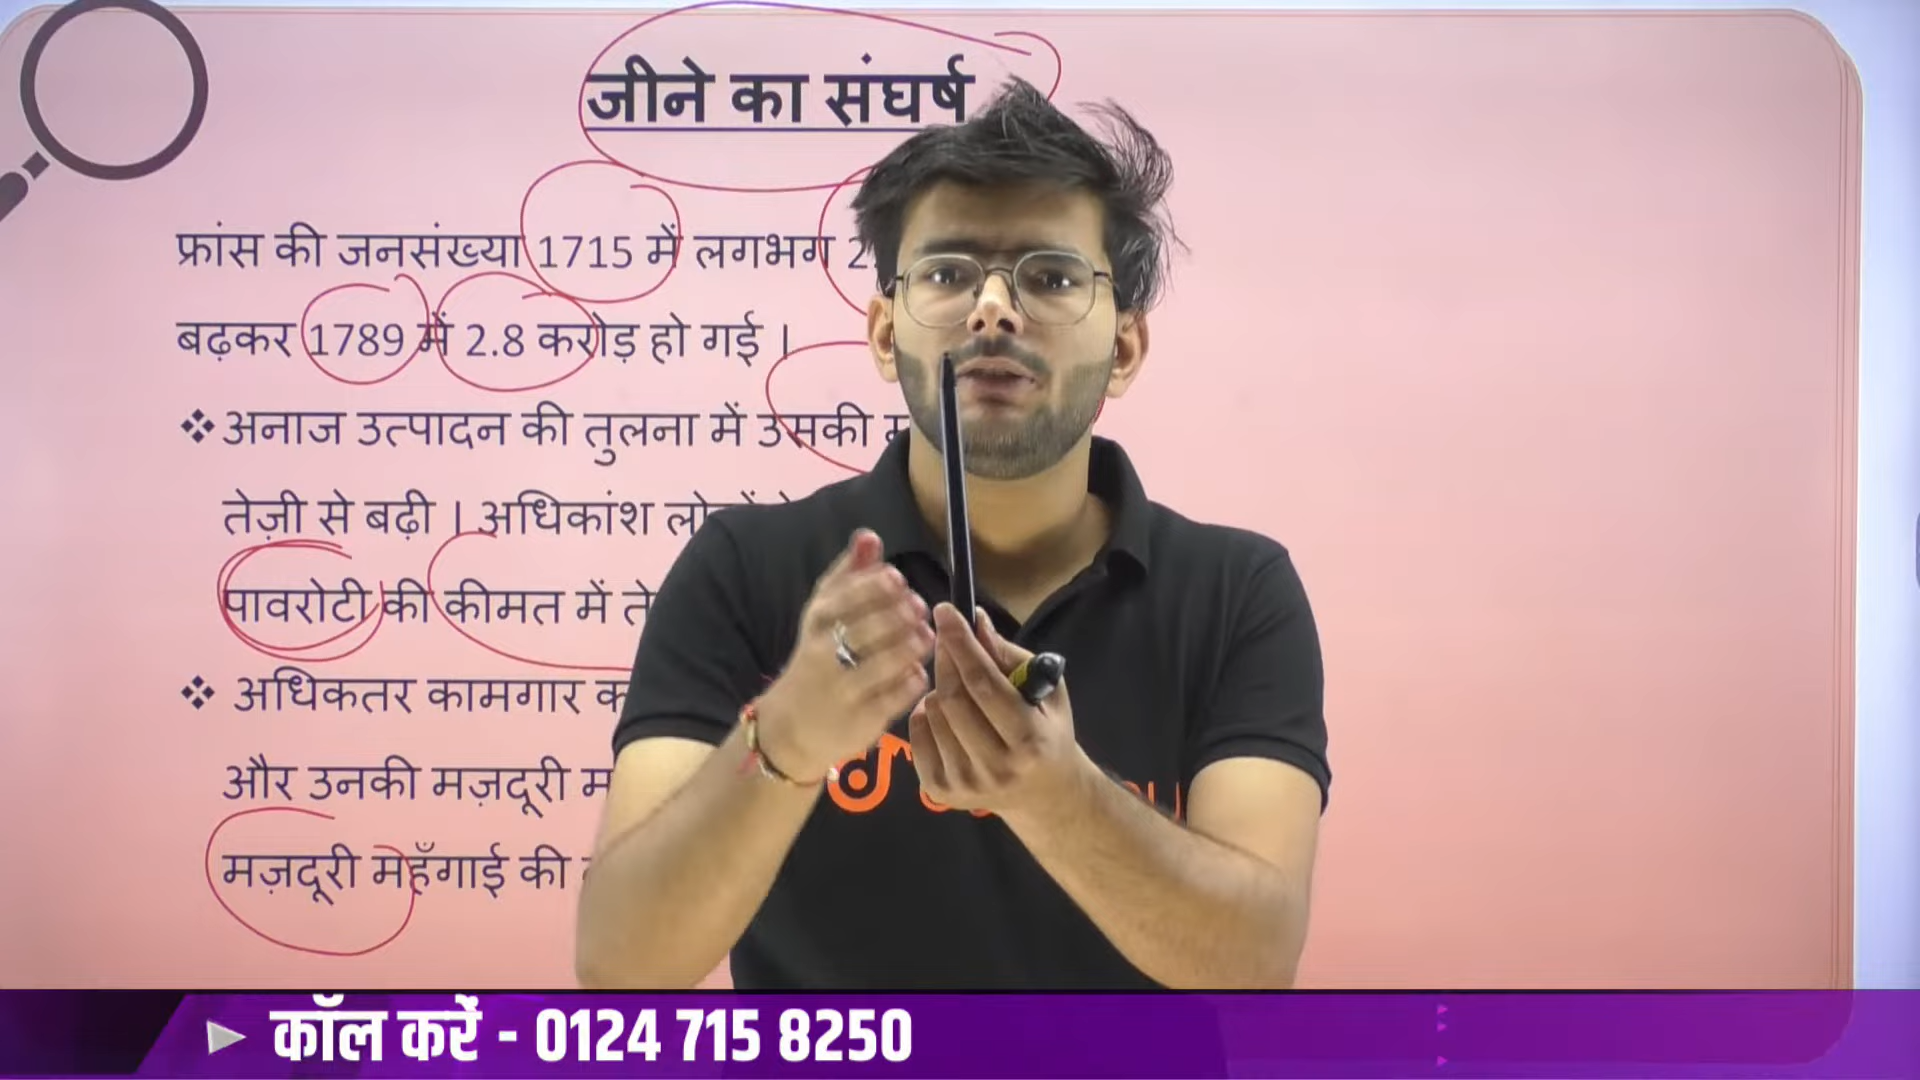 जीने का संघर्ष
फ्रांस की जनसंख्या 1715 में लगभग
बढ़कर 1789 में 2.8 करोड़ हो गई ।
❖ अनाज उत्पादन की तुलना में उसकी
तेज़ी से बढ़ी । अधिकांश
पावरोटी की कीमत में
❖ अधिकतर कामगार
और उनकी मज़दूरी
मज़दूरी महँगाई की
कॉल करें - 0124 715 8250